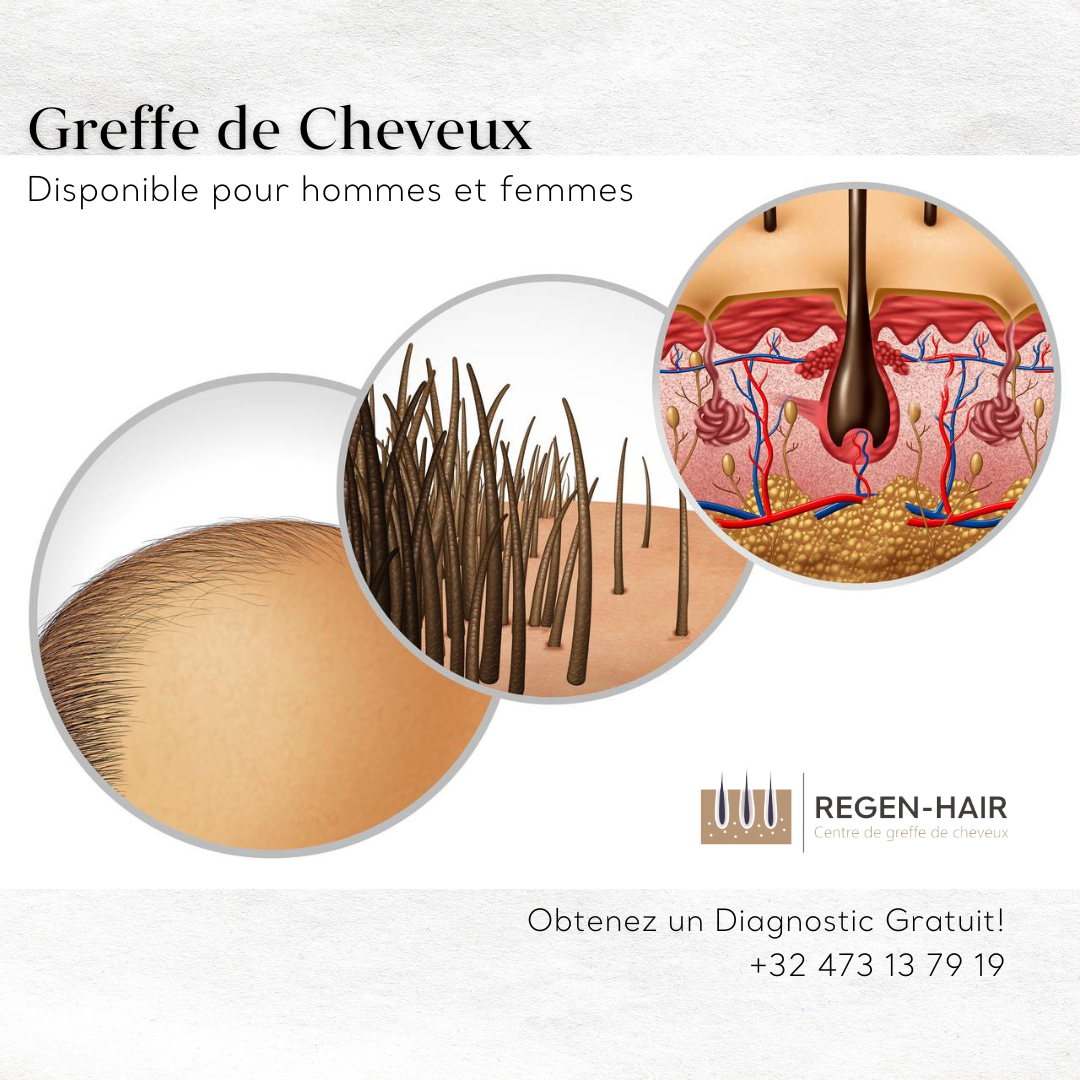 Greffe de Cheveux
Disponible pour hommes et femmes
REGEN-HAIR
Centre de greffe de cheveux
Obtenez un Diagnostic Gratuit!
+32 473 13 79 19